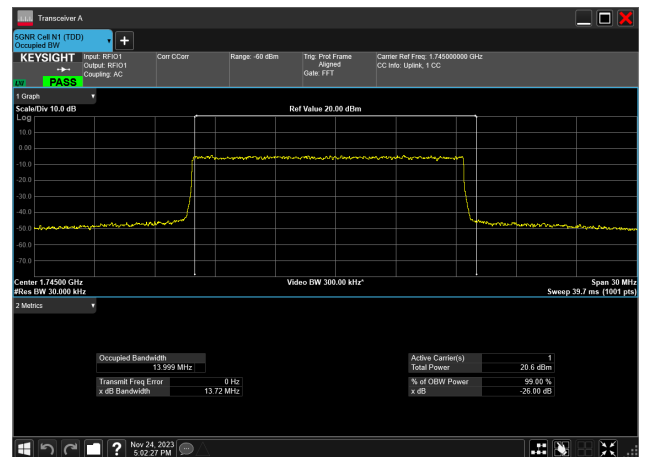 Transceiver A
5GNR Cell N1 (TDD)
Occupied BW
KEYSIGHT
Input: RFIO1
Output: RFIO1
Coupling: AC
Corr CCorr
Range: -60 dBm
Trig: Prot Frame
Aligned
Gate: FFT
Carrier Ref Freq: 1.745000000 GHz
CC Info: Uplink, 1 CC
PASS
1 Graph
Scale/Div 10.0 dB
Ref Value 20.00 dBm
Log
10.0
0.00
-10.0
-20.0
-30.0
-40.0
-50.0
-60.0
-70.0
Center 1.74500 GHz
Video BW 300.00 kHz*
Span 30 MHz
#Res BW 30.000 kHz
Sweep 39.7 ms (1001 pts)
2 Metrics
Occupied Bandwidth
13.999 MHz
Transmit Freq Error 0 Hz
x dB Bandwidth 13.72 MHz
Active Carrier(s) 1
Total Power 20.6 dBm
% of OBW Power 99.00 %
x dB -26.00 dB
Nov 24, 2023
5:02:27 PM